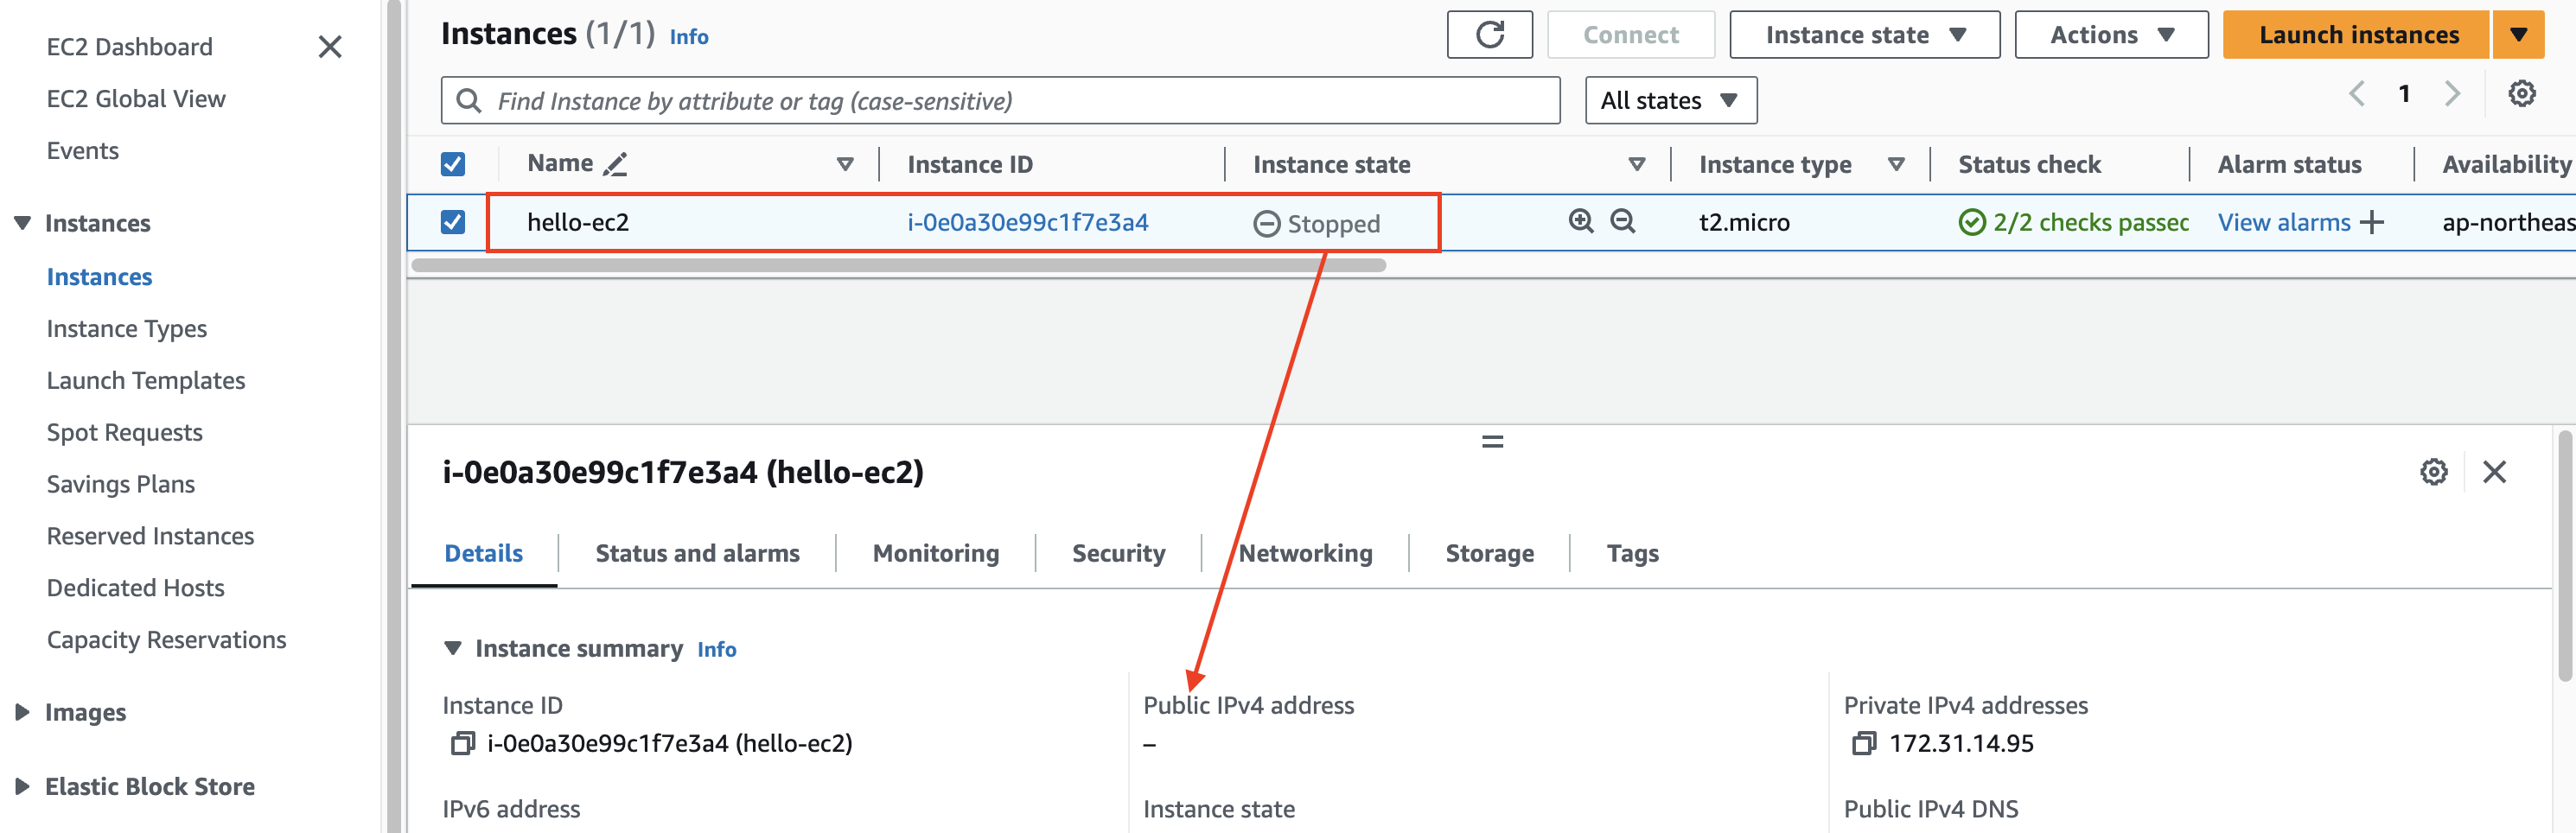 EC2 Dashboard
EC2 Global View
Events
Instances
Instances
Instance Types
Launch Templates
Spot Requests
Savings Plans
Reserved Instances
Dedicated Hosts
Capacity Reservations
Images
Elastic Block Store
Instances (1/1) Info
Connect Instance state Actions Launch instances
Find Instance by attribute or tag (case-sensitive) All states 1
Name Instance ID Instance state Instance type Status check Alarm status Availability
hello-ec2 i-0e0a30e99c1f7e3a4 Stopped t2.micro 2/2 checks passec View alarms + ap-northeas
i-0e0a30e99c1f7e3a4 (hello-ec2)
Details Status and alarms Monitoring Security Networking Storage Tags
Instance summary Info
Instance ID Public IPv4 address Private IPv4 addresses
i-0e0a30e99c1f7e3a4 (hello-ec2) – 172.31.14.95
IPv6 address Instance state Public IPv4 DNS